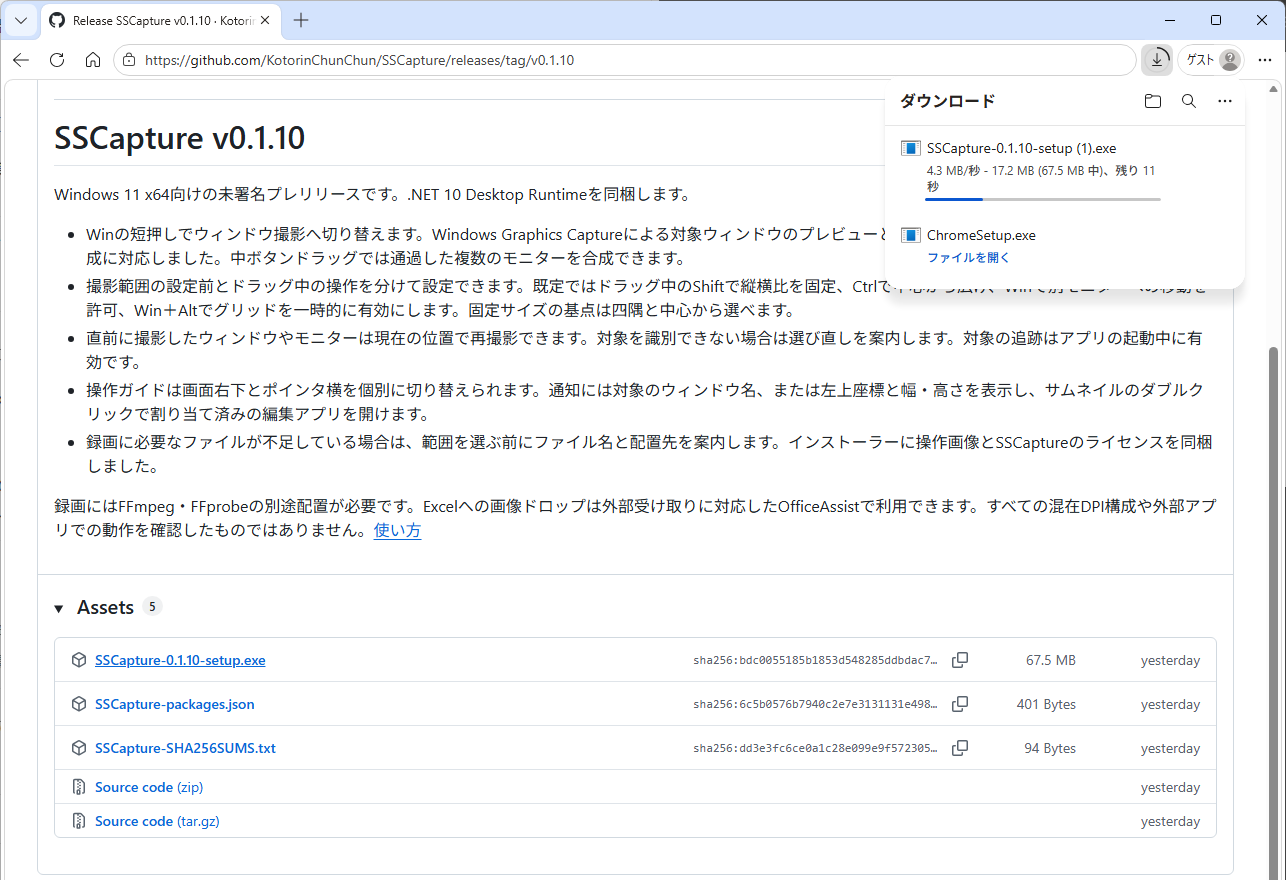 Release SSCapture v0.1.10 · Kotorin
https://github.com/KotorinChunChun/SSCapture/releases/tag/v0.1.10
ゲスト
ダウンロード
SSCapture-0.1.10-setup (1).exe
4.3 MB/秒 - 17.2 MB (67.5 MB 中)、残り 11
秒
ChromeSetup.exe
ファイルを開く
SSCapture v0.1.10
Windows 11 x64向けの未署名プレリリースです。.NET 10 Desktop Runtimeを同梱します。
Winの短押しでウィンドウ撮影へ切り替えます。Windows Graphics Captureによる対象ウィンドウのプレビューと
成に対応しました。中ボタンドラッグでは通過した複数のモニターを合成できます。
撮影範囲の設定前とドラッグ中の操作を分けて設定できます。既定ではドラッグ中のShiftで縦横比を固定、Ctrlで
許可、Win+Altでグリッドを一時的に有効にします。固定サイズの基点は四隅と中心から選べます。
直前に撮影したウィンドウやモニターは現在の位置で再撮影できます。対象を識別できない場合は選び直しを案内します。対象の追跡はアプリの起動中に有
効です。
操作ガイドは画面右下とポインタ横を個別に切り替えられます。通知には対象のウィンドウ名、または左上座標と幅・高さを表示し、サムネイルのダブルク
リックで割り当て済みの編集アプリを開けます。
録画に必要なファイルが不足している場合は、範囲を選ぶ前にファイル名と配置先を案内します。インストーラーに操作画像とSSCaptureのライセンスを同梱
しました。
録画にはFFmpeg・FFprobeの別途配置が必要です。Excelへの画像ドロップは外部受け取りに対応したOfficeAssistで利用できます。すべての混在DPI構成や外部アプ
リでの動作を確認したものではありません。使い方
Assets 5
SSCapture-0.1.10-setup.exe sha256:bdc0055185b1853d548285ddbdac7… 67.5 MB yesterday
SSCapture-packages.json sha256:6c5b0576b7940c2e7e3131131e498… 401 Bytes yesterday
SSCapture-SHA256SUMS.txt sha256:dd3e3fc6ce0a1c28e099e9f572305… 94 Bytes yesterday
Source code (zip) yesterday
Source code (tar.gz) yesterday